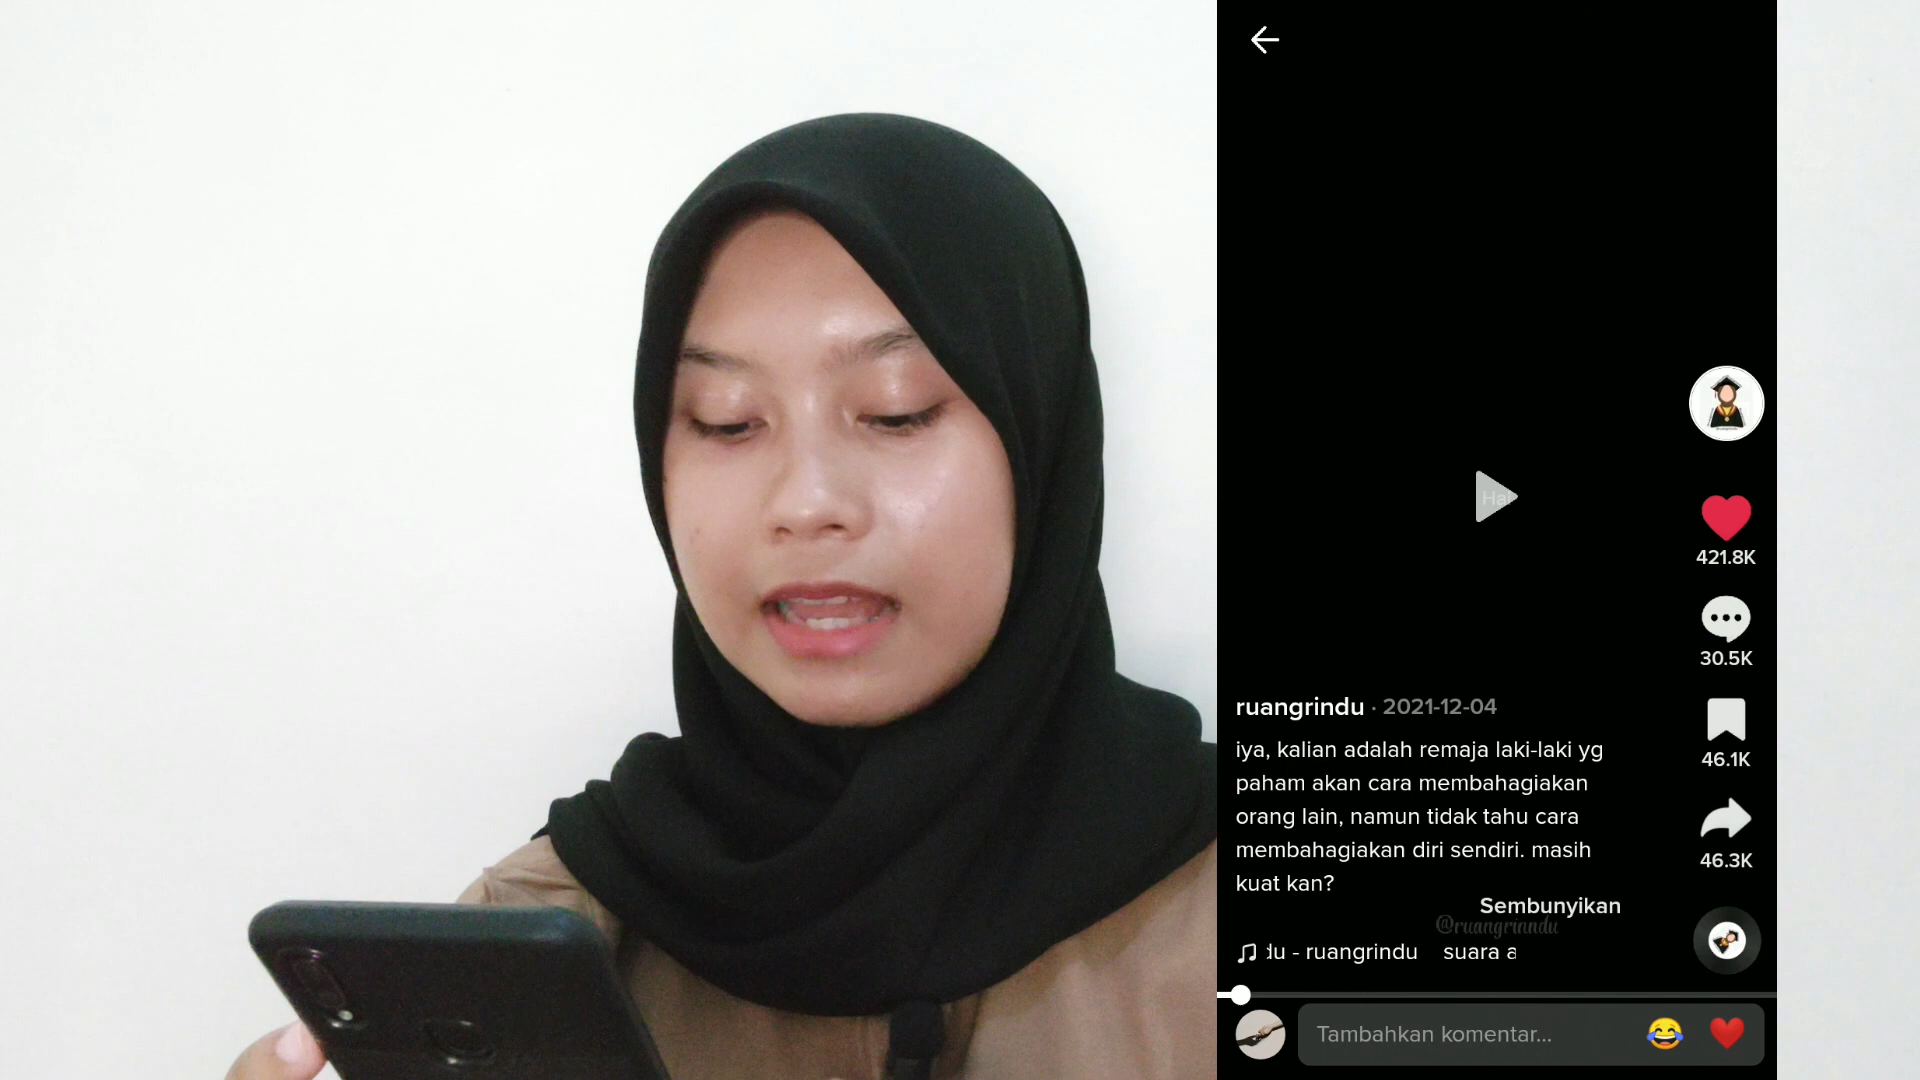 Hal
421.8K
30.5K
ruangrindu · 2021-12-04
iya, kalian adalah remaja laki-laki yg
paham akan cara membahagiakan
orang lain, namun tidak tahu cara
membahagiakan diri sendiri. masih
kuat kan?
46.1K
46.3K
Sembunyikan
@ruangrinndu
du - ruangrindu suara a
Tambahkan komentar...